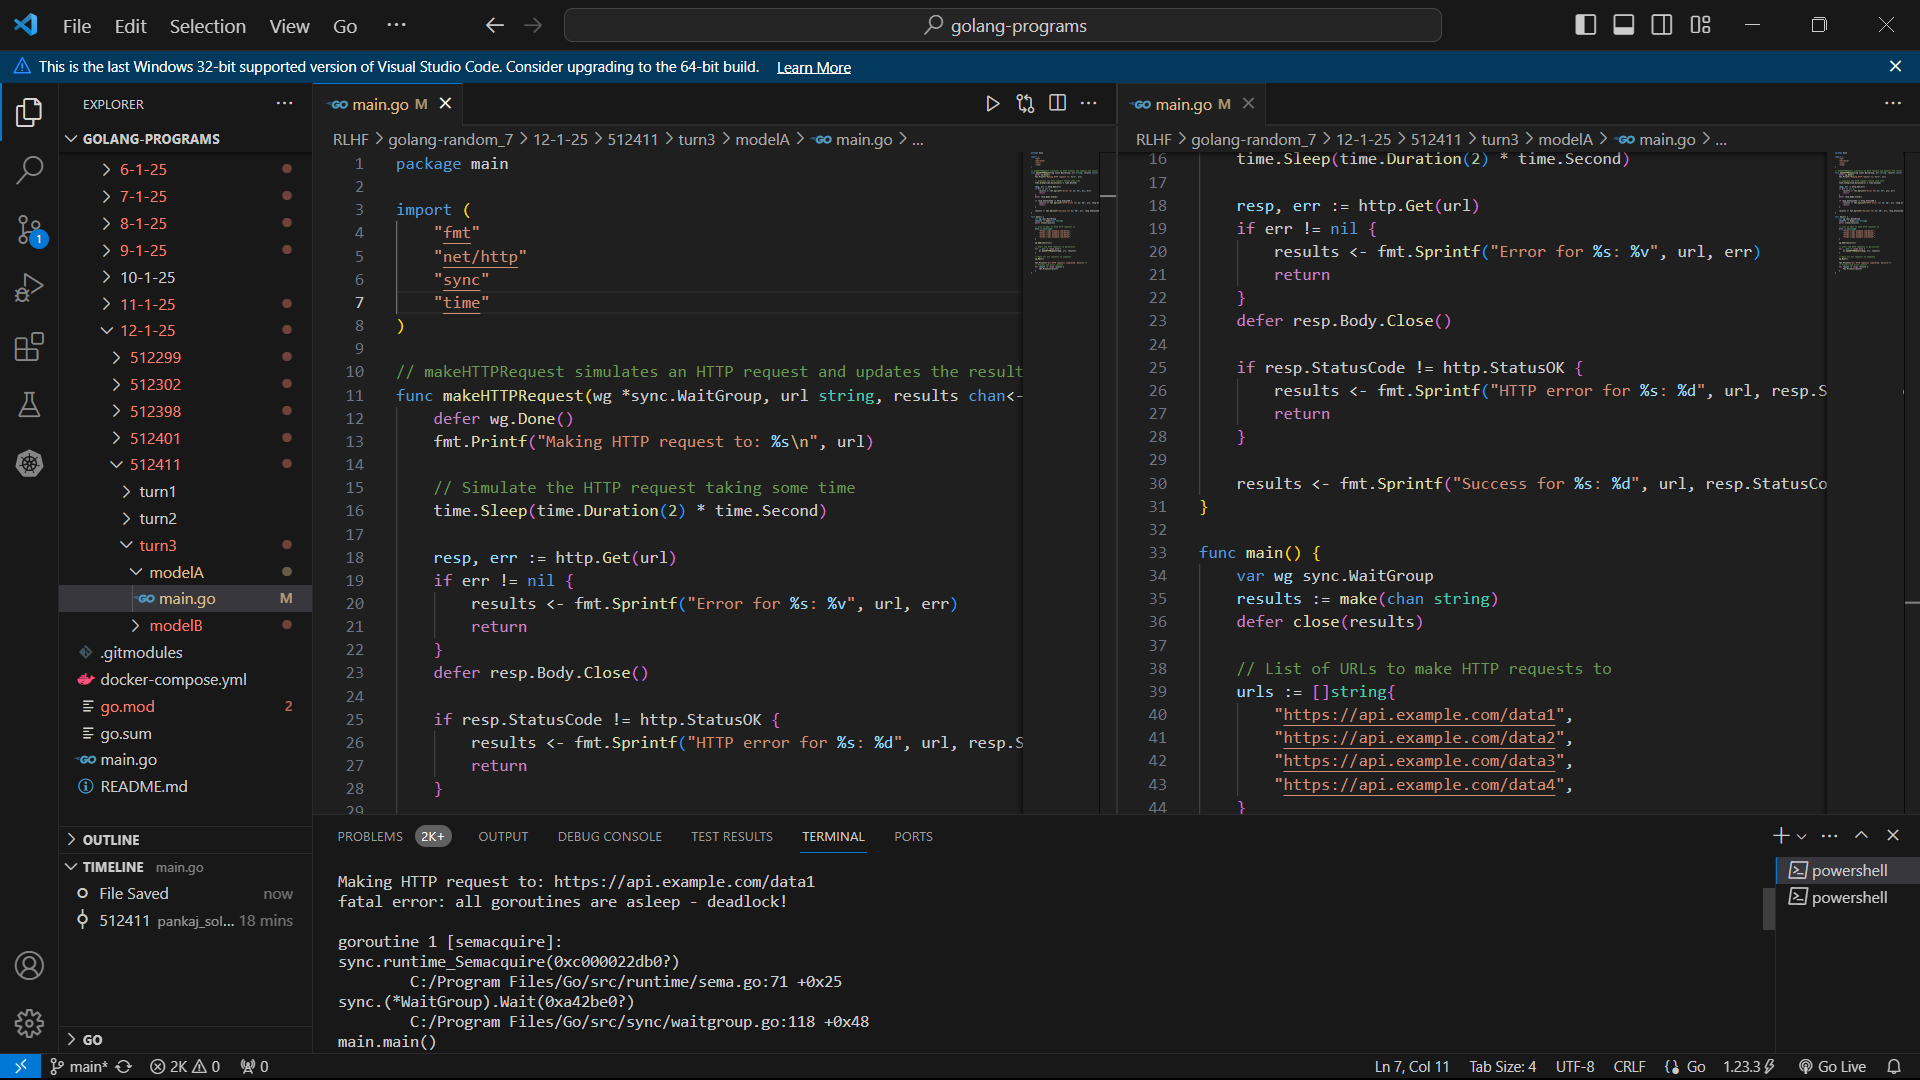 File Edit Selection View Go ··· golang-programs
This is the last Windows 32-bit supported version of Visual Studio Code. Consider upgrading to the 64-bit build. Learn More
EXPLORER
GOLANG-PROGRAMS
6-1-25
7-1-25
8-1-25
9-1-25
10-1-25
11-1-25
12-1-25
512299
512302
512398
512401
512411
turn1
turn2
turn3
modelA
main.go M
modelB
.gitmodules
docker-compose.yml
go.mod 2
go.sum
main.go
README.md
OUTLINE
TIMELINE main.go
File Saved now
512411 pankaj_sol... 18 mins
GO
main.go M
RLHF > golang-random_7 > 12-1-25 > 512411 > turn3 > modelA > main.go > ...
1 package main
2
3 import (
4 "fmt"
5 "net/http"
6 "sync"
7 "time"
8 )
9
10 // makeHTTPRequest simulates an HTTP request and updates the result
11 func makeHTTPRequest(wg *sync.WaitGroup, url string, results chan<-
12 defer wg.Done()
13 fmt.Printf("Making HTTP request to: %s\n", url)
14
15 // Simulate the HTTP request taking some time
16 time.Sleep(time.Duration(2) * time.Second)
17
18 resp, err := http.Get(url)
19 if err != nil {
20 results <- fmt.Sprintf("Error for %s: %v", url, err)
21 return
22 }
23 defer resp.Body.Close()
24
25 if resp.StatusCode != http.StatusOK {
26 results <- fmt.Sprintf("HTTP error for %s: %d", url, resp.S
27 return
28 }
29
main.go M
RLHF > golang-random_7 > 12-1-25 > 512411 > turn3 > modelA > main.go > ...
16 time.Sleep(time.Duration(2) * time.Second)
17
18 resp, err := http.Get(url)
19 if err != nil {
20 results <- fmt.Sprintf("Error for %s: %v", url, err)
21 return
22 }
23 defer resp.Body.Close()
24
25 if resp.StatusCode != http.StatusOK {
26 results <- fmt.Sprintf("HTTP error for %s: %d", url, resp.S
27 return
28 }
29
30 results <- fmt.Sprintf("Success for %s: %d", url, resp.StatusCo
31 }
32
33 func main() {
34 var wg sync.WaitGroup
35 results := make(chan string)
36 defer close(results)
37
38 // List of URLs to make HTTP requests to
39 urls := []string{
40 "https://api.example.com/data1",
41 "https://api.example.com/data2",
42 "https://api.example.com/data3",
43 "https://api.example.com/data4",
44 }
PROBLEMS 2K+ OUTPUT DEBUG CONSOLE TEST RESULTS TERMINAL PORTS
Making HTTP request to: https://api.example.com/data1
fatal error: all goroutines are asleep - deadlock!
goroutine 1 [semacquire]:
sync.runtime_Semacquire(0xc000022db0?)
C:/Program Files/Go/src/runtime/sema.go:71 +0x25
sync.(*WaitGroup).Wait(0xa42be0?)
C:/Program Files/Go/src/sync/waitgroup.go:118 +0x48
main.main()
powershell
powershell
1
main* 2K 0 0 Ln 7, Col 11 Tab Size: 4 UTF-8 CRLF Go 1.23.3 Go Live